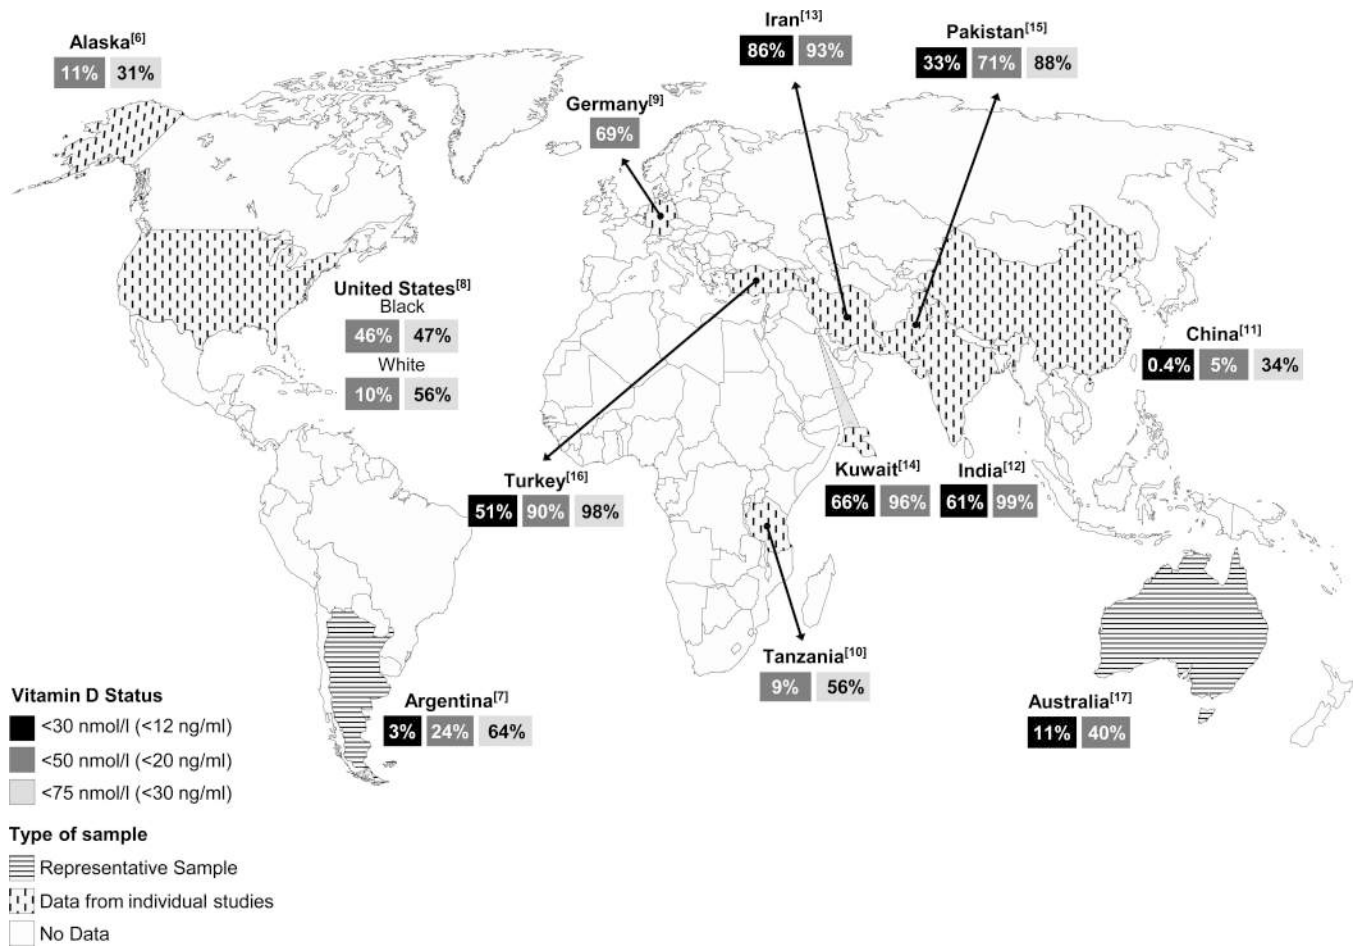 Alaska[6]
11% 31%
Iran[13]
86% 93%
Pakistan[15]
33% 71% 88%
Germany[9]
69%
United States[8]
Black
46% 47%
White
10% 56%
China[11]
0.4% 5% 34%
Turkey[16]
51% 90% 98%
Kuwait[14]
66% 96%
India[12]
61% 99%
Tanzania[10]
9% 56%
Argentina[7]
3% 24% 64%
Australia[17]
11% 40%
Vitamin D Status
<30 nmol/l (<12 ng/ml)
<50 nmol/l (<20 ng/ml)
<75 nmol/l (<30 ng/ml)
Type of sample
Representative Sample
Data from individual studies
No Data